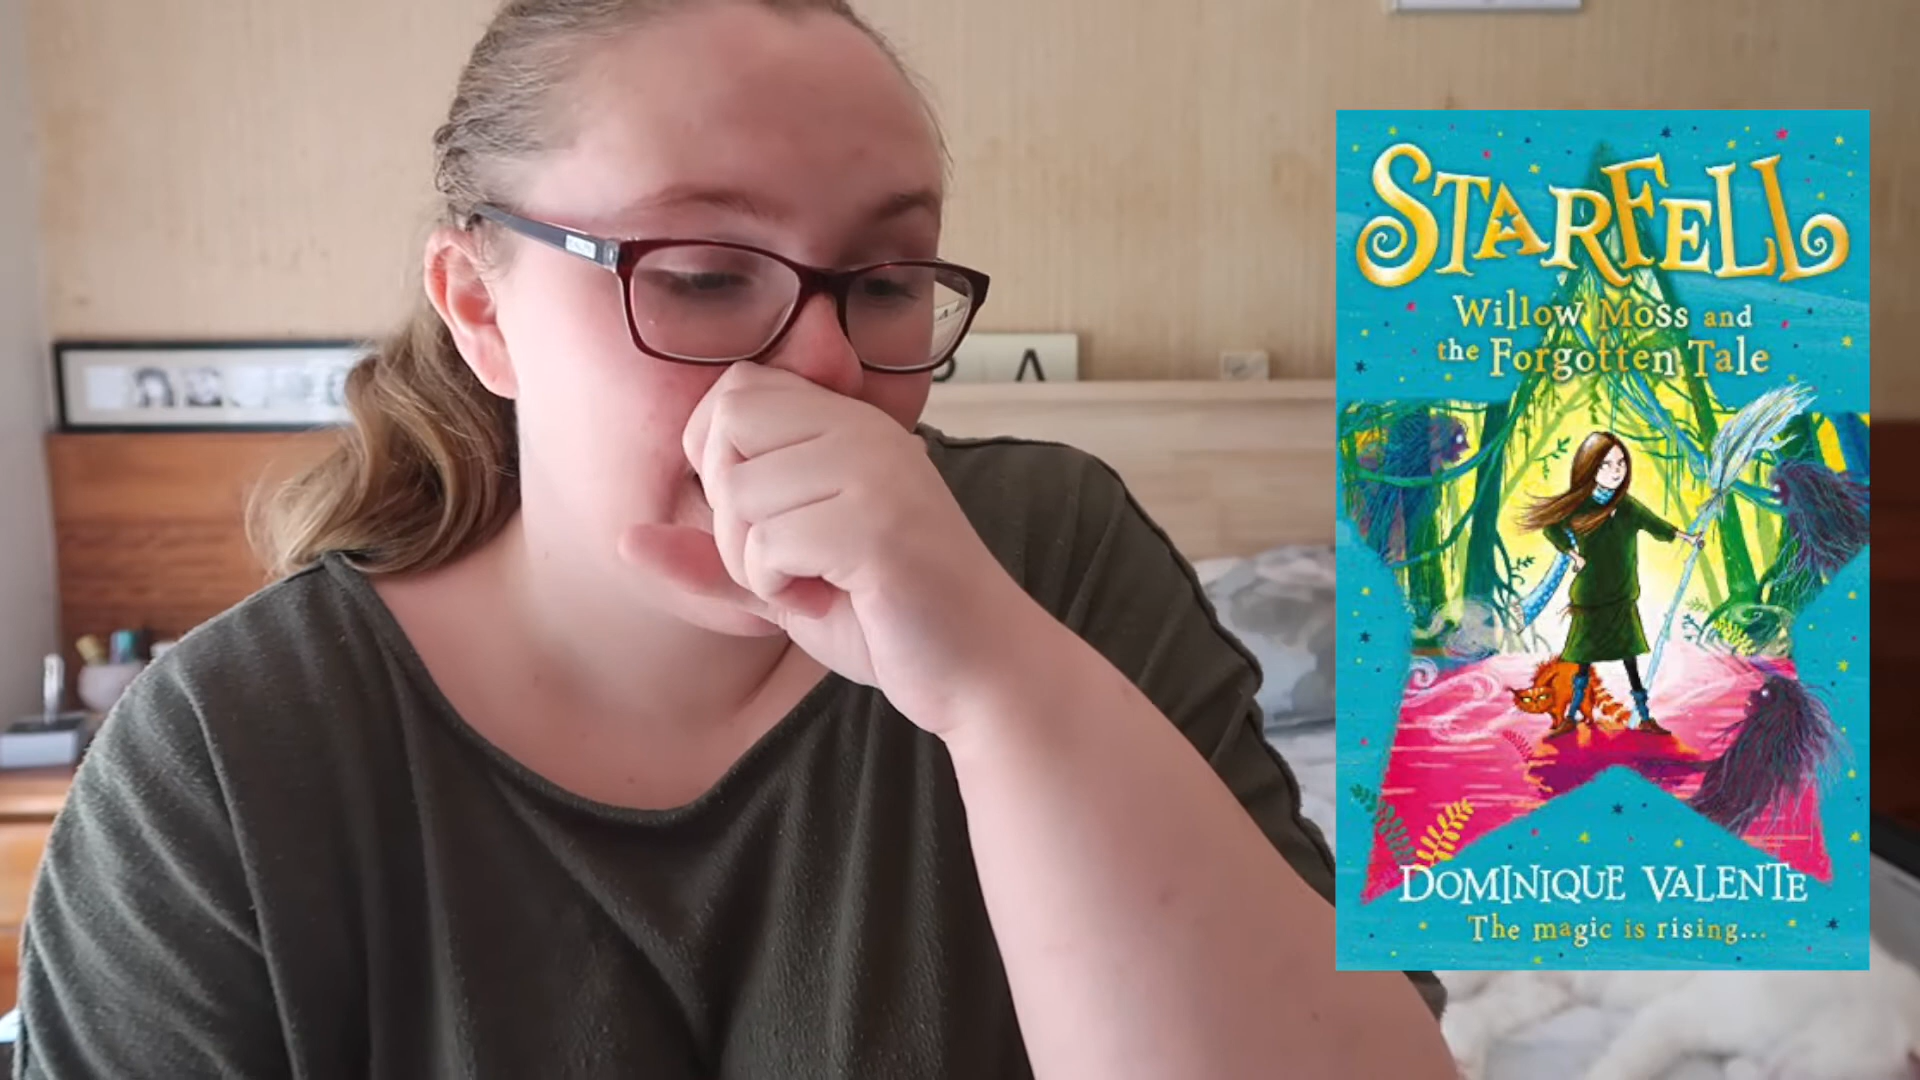 STARFELL
Willow Moss and
the Forgotten Tale
DOMINIQUE VALENTE
The magic is rising...
A